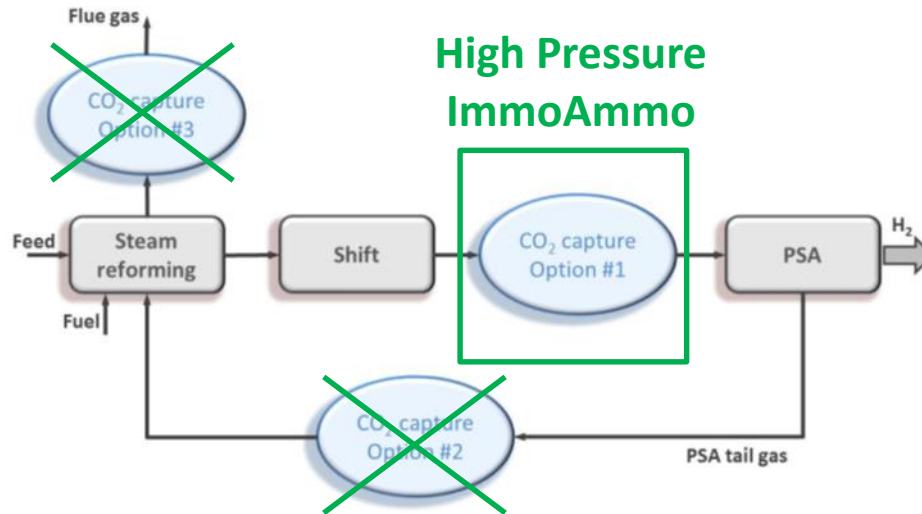 Flue gas
High Pressure
ImmoAmmo
CO₂ capture
Option #3
Feed
Steam
reforming
Shift
CO₂ capture
Option #1
PSA
H₂
Fuel
CO₂ capture
Option #2
PSA tail gas